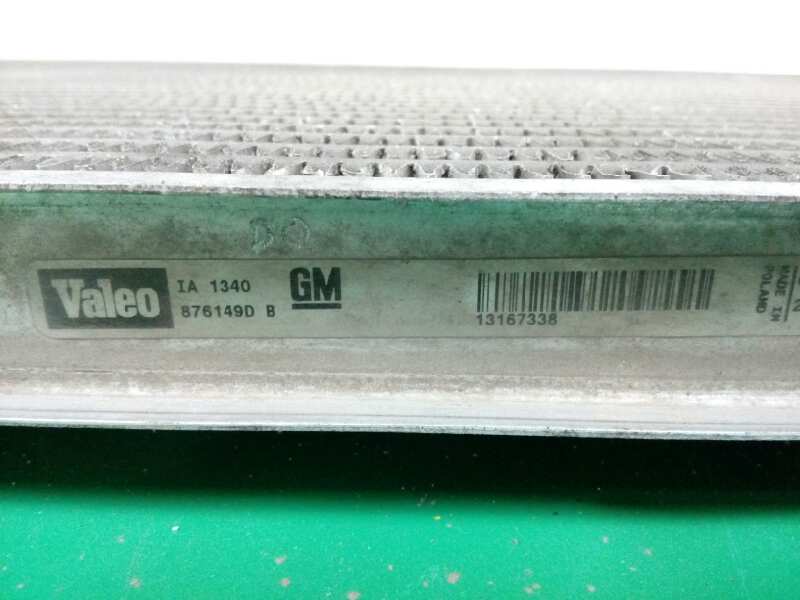 Valeo
IA 1340
876149D B
GM
13167338
MADE IN
POLAND